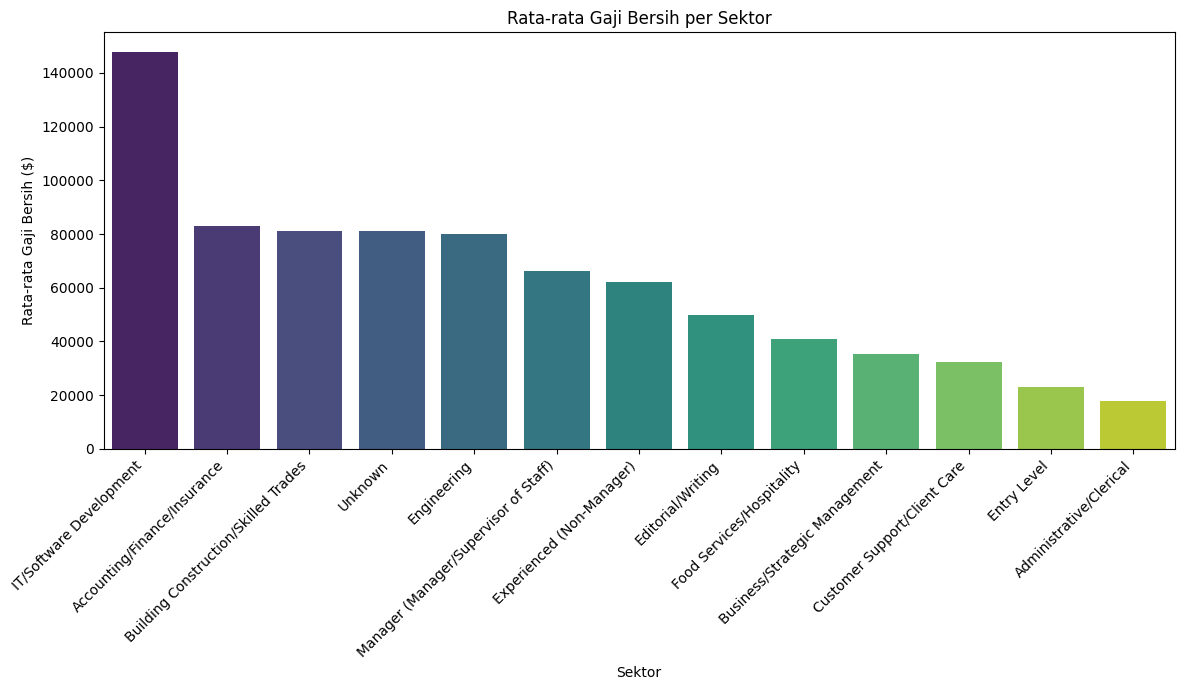 Rata-rata Gaji Bersih per Sektor
Rata-rata Gaji Bersih ($)
140000
120000
100000
80000
60000
40000
20000
0
IT/Software Development
Accounting/Finance/Insurance
Building Construction/Skilled Trades
Unknown
Engineering
Manager (Manager/Supervisor of Staff)
Experienced (Non-Manager)
Editorial/Writing
Food Services/Hospitality
Business/Strategic Management
Customer Support/Client Care
Entry Level
Administrative/Clerical
Sektor